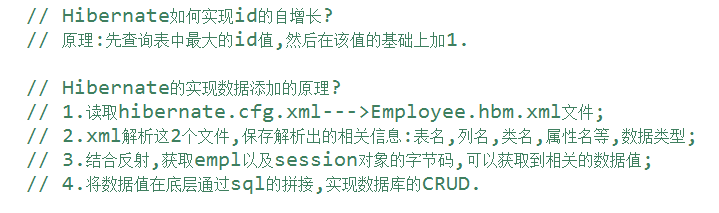 // Hibernate如何实现id的自增长?
// 原理:先查询表中最大的id值,然后在该值的基础上加1.
// Hibernate的实现数据添加的原理?
// 1.读取hibernate.cfg.xml--->Employee.hbm.xml文件;
// 2.xml解析这2个文件,保存解析出的相关信息:表名,列名,类名,属性名等,数据类型;
// 3.结合反射,获取empl以及session对象的字节码,可以获取到相关的数据值;
// 4.将数据值在底层通过sql的拼接,实现数据库的CRUD.